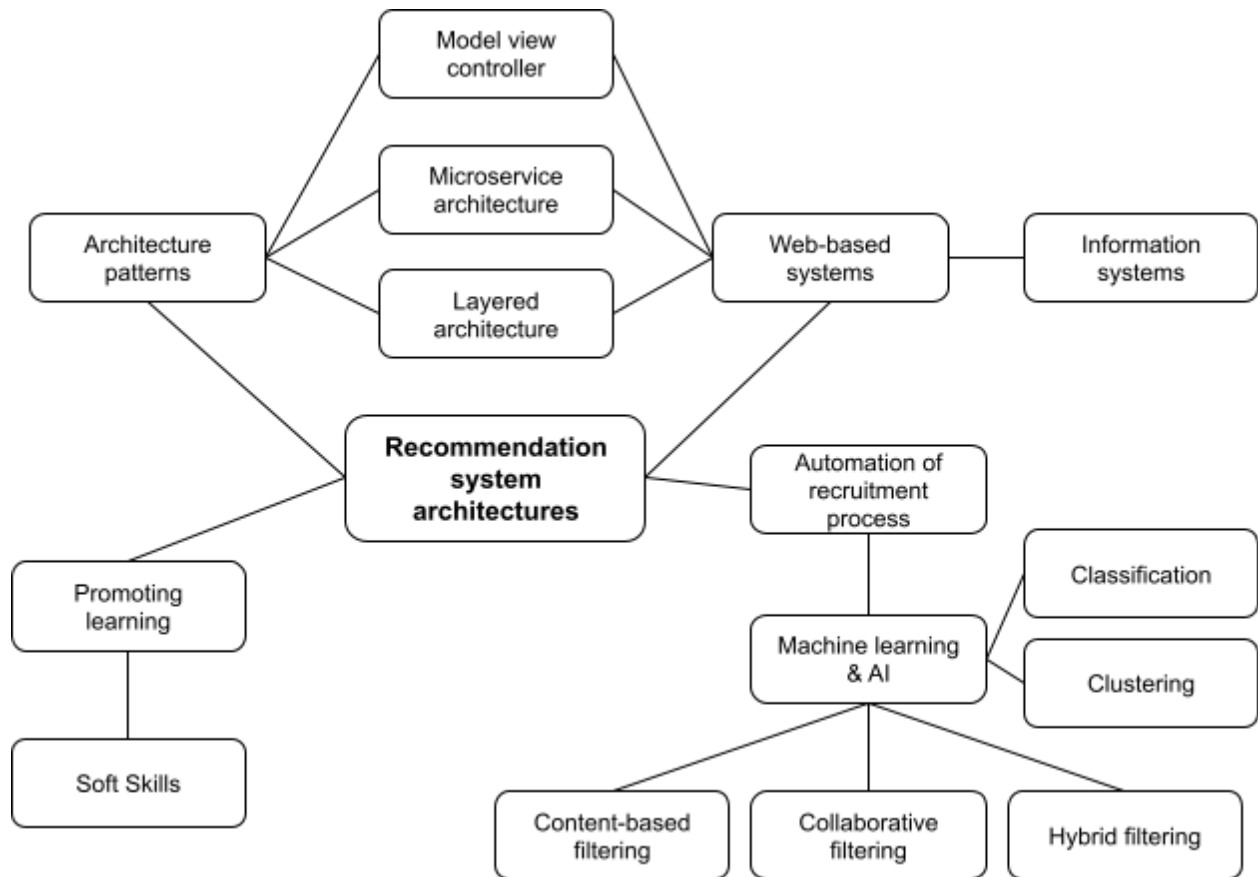 Model view
controller
Microservice
architecture
Architecture
patterns
Web-based
systems
Information
systems
Layered
architecture
Recommendation
system
architectures
Automation of
recruitment
process
Classification
Promoting
learning
Machine learning
& AI
Clustering
Soft Skills
Content-based
filtering
Collaborative
filtering
Hybrid filtering